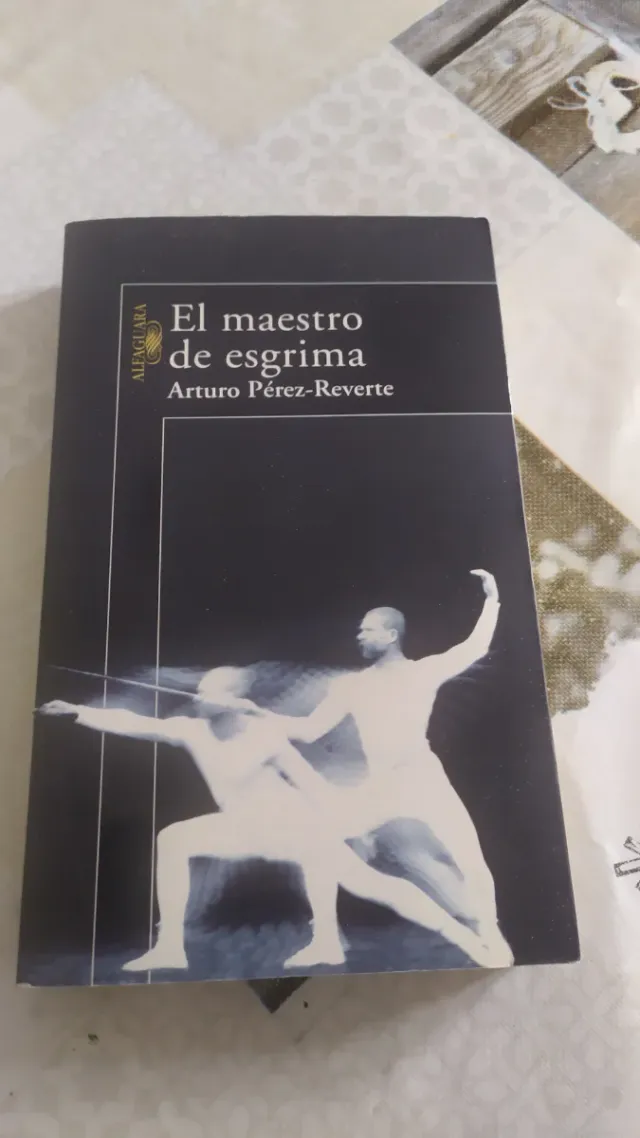 ALFAGUARA
El maestro
de esgrima
Arturo Pérez-Reverte